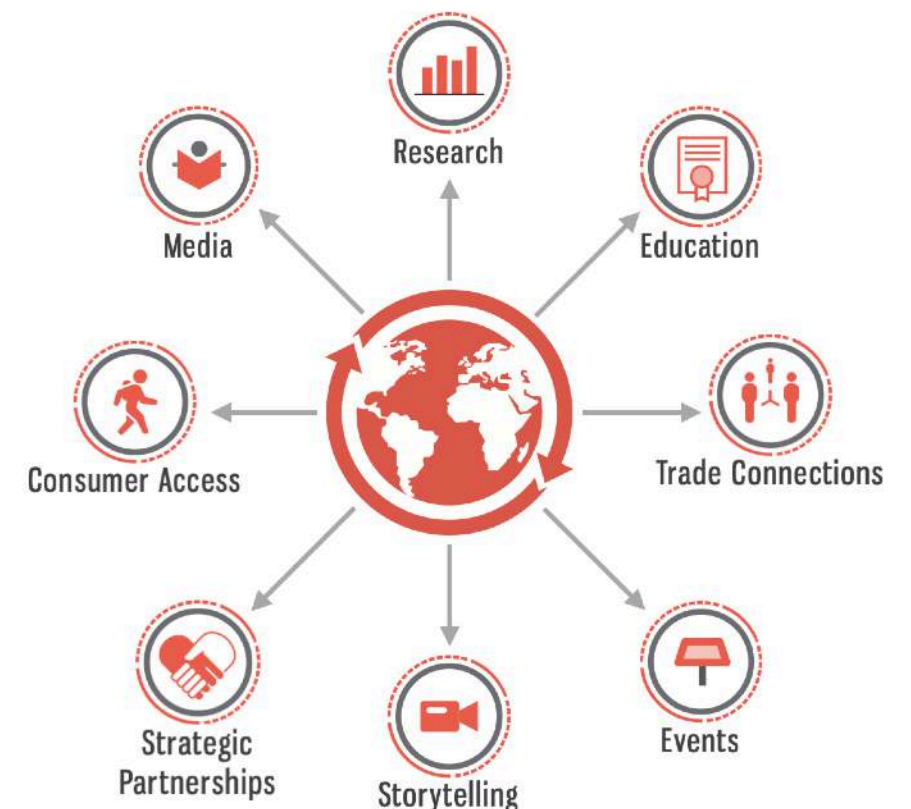 Research
Media
Education
Consumer Access
Trade Connections
Strategic
Partnerships
Events
Storytelling